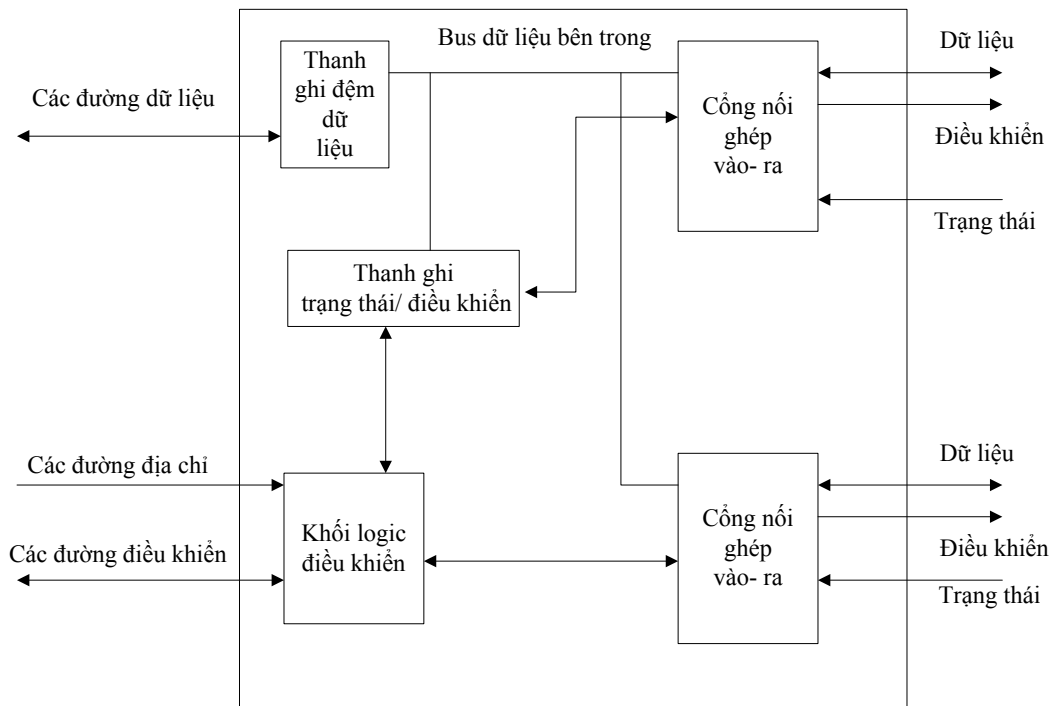 Bus dữ liệu bên trong
Thanh
ghi đệm
dữ
liệu
Các đường dữ liệu
Cổng nối
ghép
vào- ra
Dữ liệu
Điều khiển
Trạng thái
Thanh ghi
trạng thái/ điều khiển
Các đường địa chỉ
Các đường điều khiển
Khối logic
điều khiển
Cổng nối
ghép
vào- ra
Dữ liệu
Điều khiển
Trạng thái